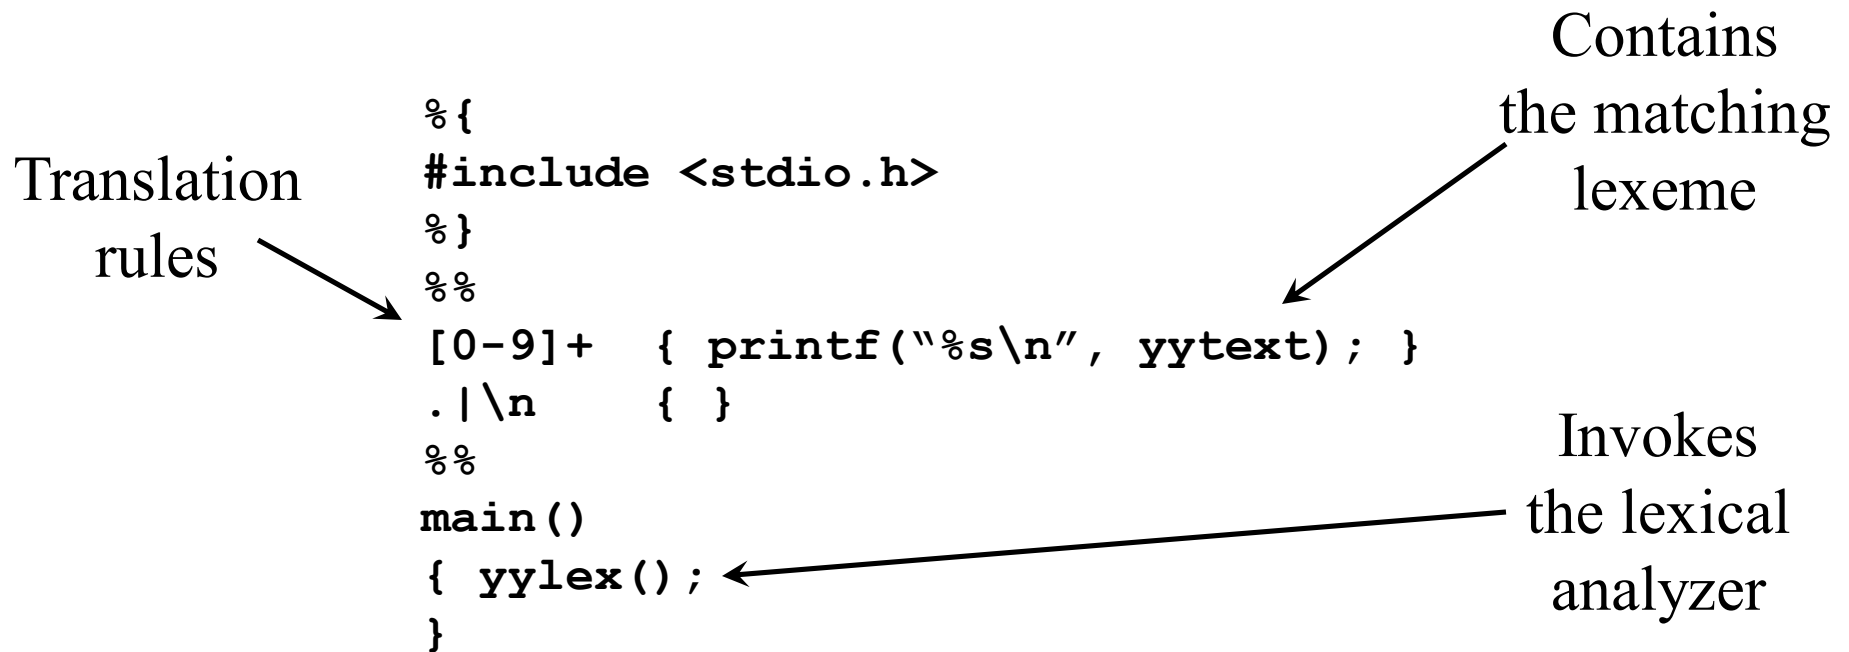 Contains
the matching
lexeme
Translation
rules
%{
#include <stdio.h>
%}
%%
[0-9]+  { printf(“%s\n”, yytext); }
.|\n    { }
%%
main()
{ yylex();
}
Invokes
the lexical
analyzer